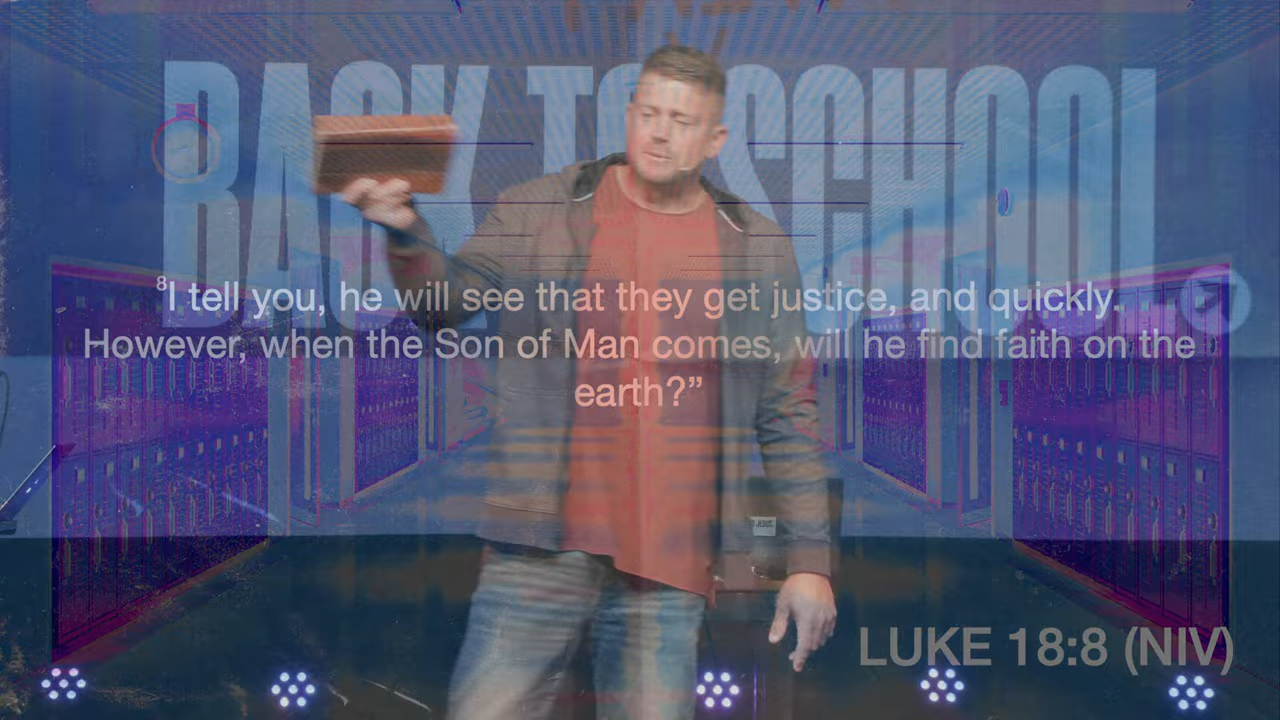 BACK TO SCHOOL
⁸I tell you, he will see that they get justice, and quickly.
However, when the Son of Man comes, will he find faith on the
earth?”
LUKE 18:8 (NIV)